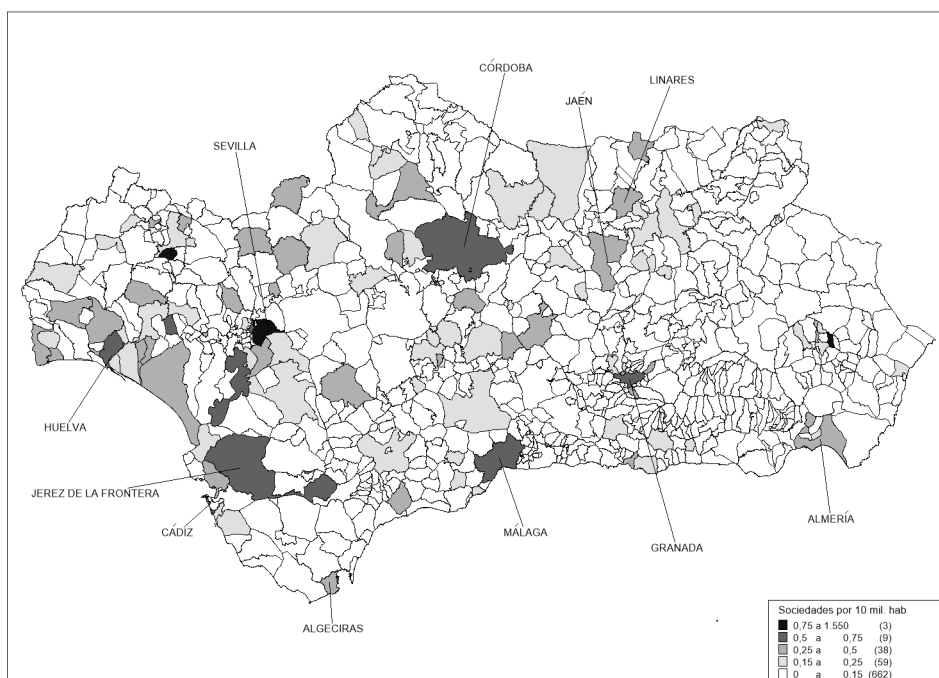 CÓRDOBA
LINARES
JAÉN
SEVILLA
HUELVA
JEREZ DE LA FRONTERA
CÁDIZ
MÁLAGA
ALMERÍA
GRANADA
ALGECIRAS
Sociedades por 10 mil. hab
0,75 a 1.550 (3)
0,5 a 0,75 (9)
0,25 a 0,5 (38)
0,15 a 0,25 (59)
0 a 0,15 (662)